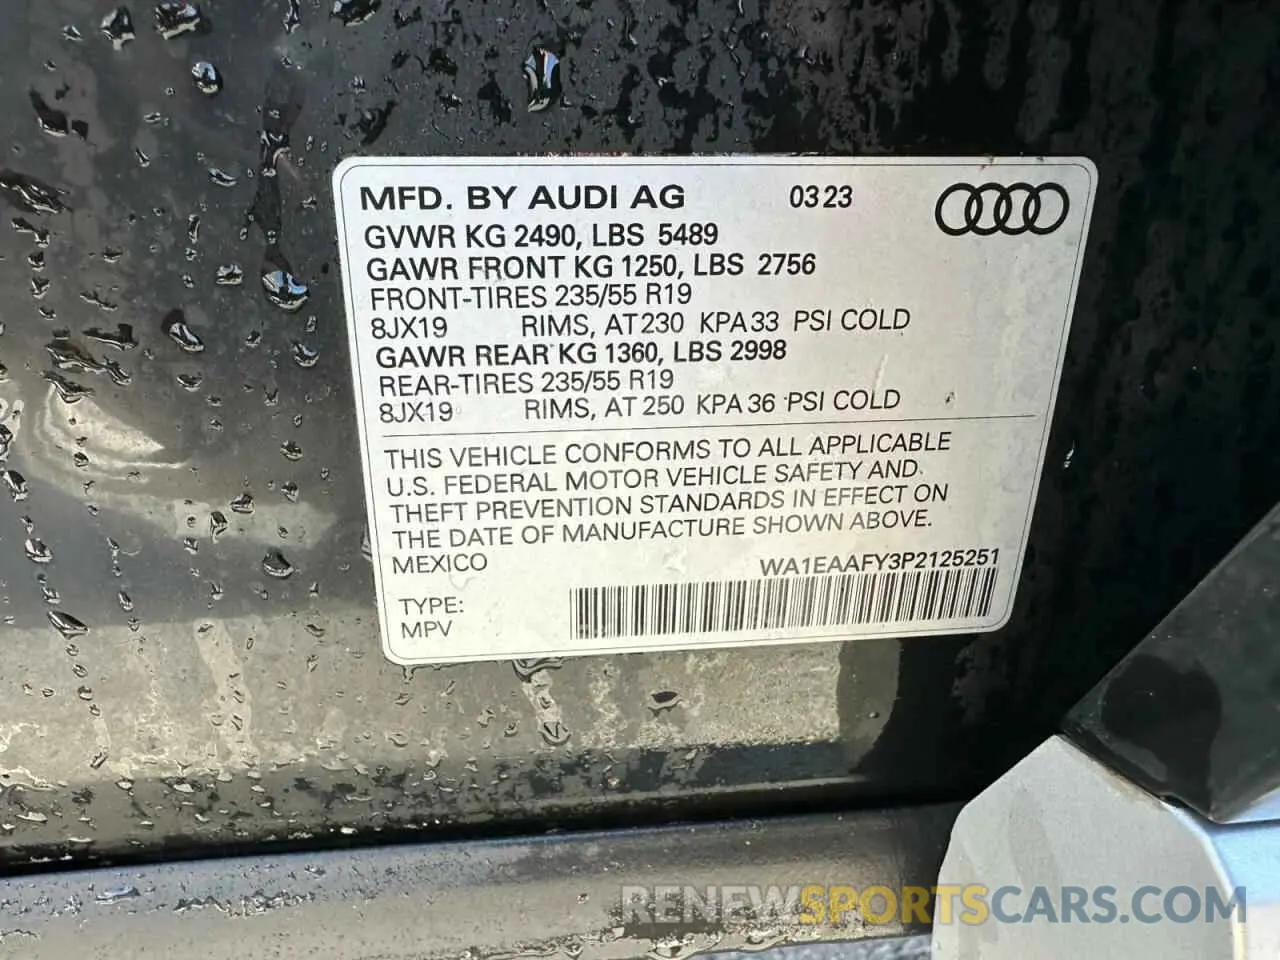 MFD. BY AUDI AG 03 23
GVWR KG 2490, LBS 5489
GAWR FRONT KG 1250, LBS 2756
FRONT-TIRES 235/55 R19
8JX19 RIMS, AT 230 KPA 33 PSI COLD
GAWR REAR KG 1360, LBS 2998
REAR-TIRES 235/55 R19
8JX19 RIMS, AT 250 KPA 36 PSI COLD
THIS VEHICLE CONFORMS TO ALL APPLICABLE
U.S. FEDERAL MOTOR VEHICLE SAFETY AND
THEFT PREVENTION STANDARDS IN EFFECT ON
THE DATE OF MANUFACTURE SHOWN ABOVE.
MEXICO WA1EAAFY3P2125251
TYPE:
MPV
RENEWSPORTSCARS.COM